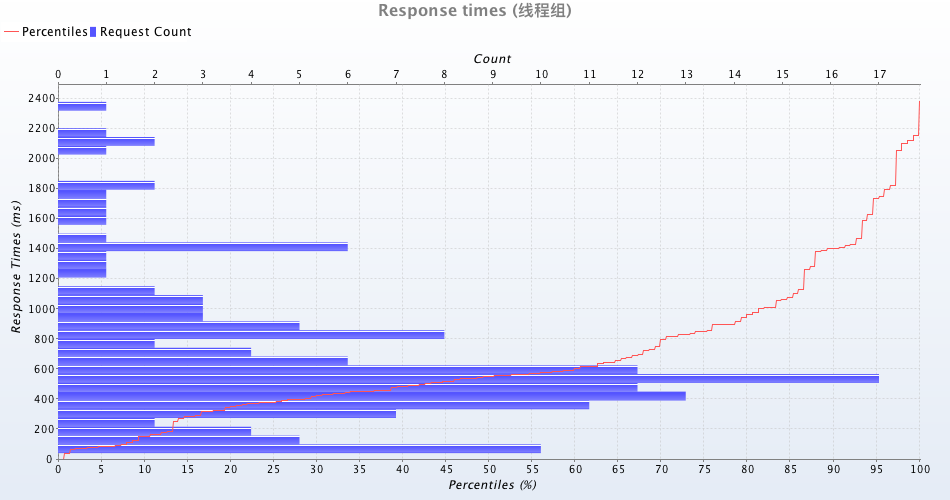 Response times (线程组)
Percentiles Request Count
Count
0 1 2 3 4 5 6 7 8 9 10 11 12 13 14 15 16 17
2400
2200
2000
1800
1600
1400
1200
1000
800
600
400
200
0
Response Times (ms)
0 5 10 15 20 25 30 35 40 45 50 55 60 65 70 75 80 85 90 95 100
Percentiles (%)